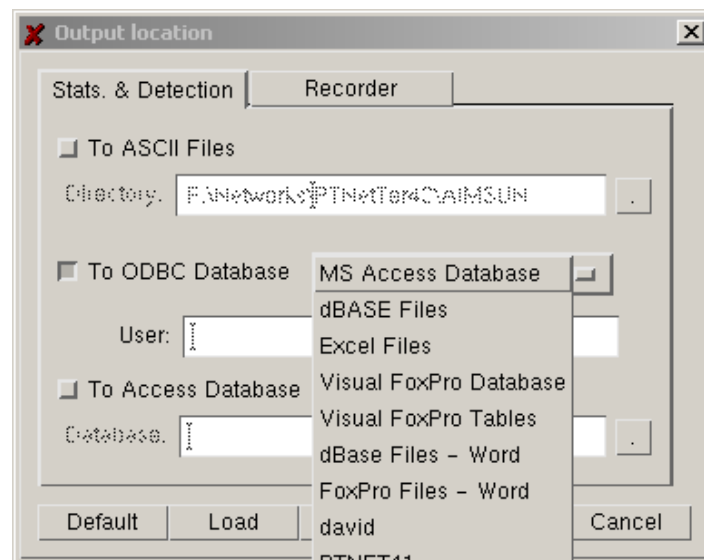 Output location
Stats. & Detection
Recorder
To ASCII Files
Directory.
To ODBC Database
MS Access Database
dBASE Files
Excel Files
User:
Visual FoxPro Database
To Access Database
Visual FoxPro Tables
Database.
dBase Files – Word
FoxPro Files – Word
Default
Load
david
Cancel